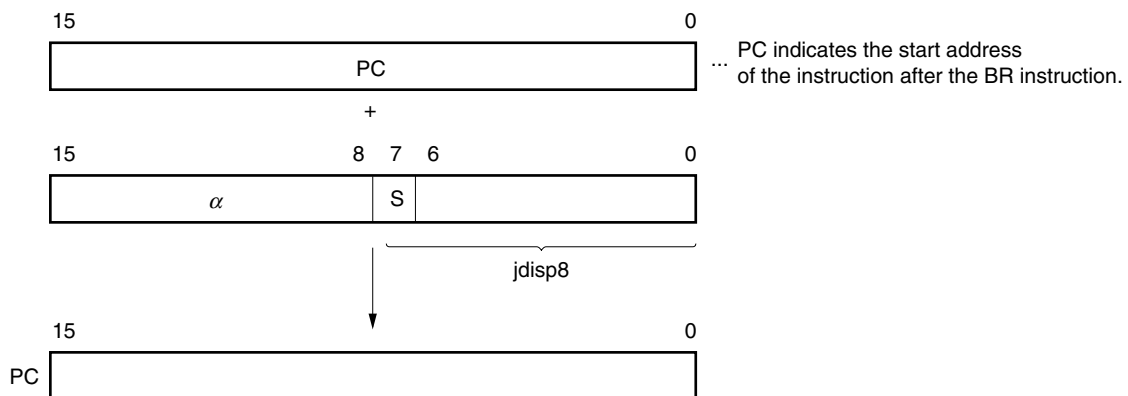 15 0
PC
... PC indicates the start address
of the instruction after the BR instruction.
+
15 8 7 6 0
α S
jdisp8
15 0
PC